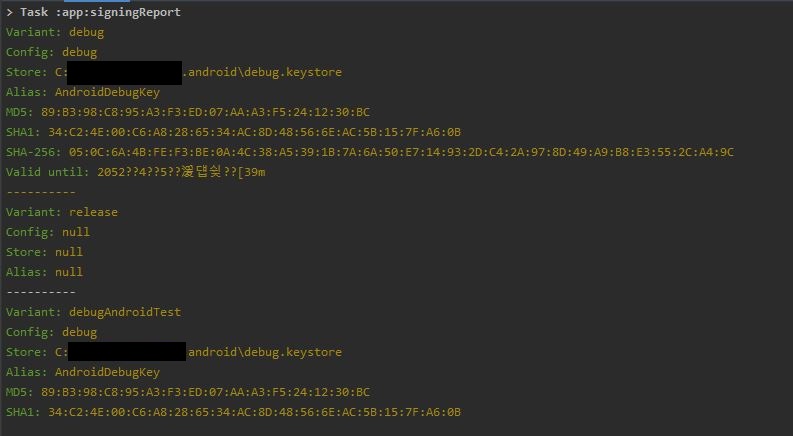 > Task :app:signingReport
Variant: debug
Config: debug
Store: C: .android\debug.keystore
Alias: AndroidDebugKey
MD5: 89:B3:98:C8:95:A3:F3:ED:07:AA:A3:F5:24:12:30:BC
SHA1: 34:C2:4E:00:C6:A8:28:65:34:AC:8D:48:56:6E:AC:5B:15:7F:A6:0B
SHA-256: 05:0C:6A:4B:FE:F3:BE:0A:4C:38:A5:39:1B:7A:6A:50:E7:14:93:2D:C4:2A:97:8D:49:A9:B8:E3:55:2C:A4:9C
Valid until: 2052??4??5??湲댑쉿??[39m
----------
Variant: release
Config: null
Store: null
Alias: null
----------
Variant: debugAndroidTest
Config: debug
Store: C: android\debug.keystore
Alias: AndroidDebugKey
MD5: 89:B3:98:C8:95:A3:F3:ED:07:AA:A3:F5:24:12:30:BC
SHA1: 34:C2:4E:00:C6:A8:28:65:34:AC:8D:48:56:6E:AC:5B:15:7F:A6:0B